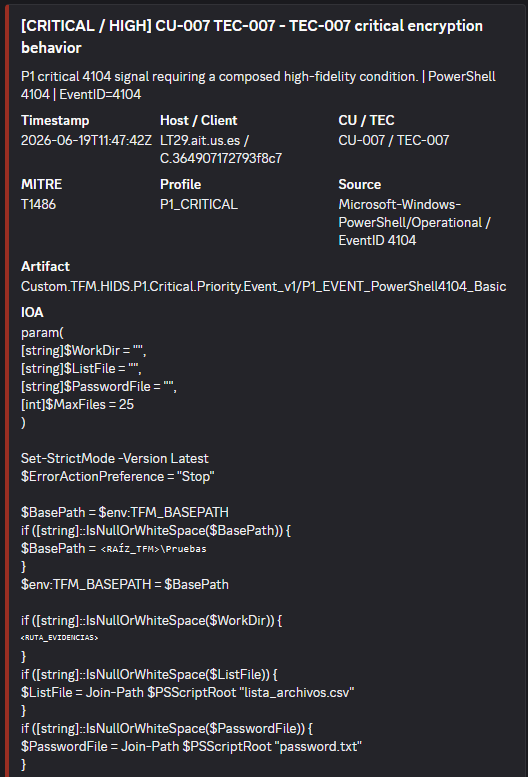 [CRITICAL / HIGH] CU-007 TEC-007 - TEC-007 critical encryption
behavior
P1 critical 4104 signal requiring a composed high-fidelity condition. | PowerShell
4104 | EventID=4104
Timestamp Host / Client CU / TEC
2026-06-19T11:47:42Z LT29.ait.us.es / CU-007 / TEC-007
C.364907172793f8c7
MITRE Profile Source
T1486 P1_CRITICAL Microsoft-Windows-
PowerShell/Operational /
EventID 4104
Artifact
Custom.TFM.HIDS.P1.Critical.Priority.Event_v1/P1_EVENT_PowerShell4104_Basic
IOA
param(
[string]$WorkDir = "",
[string]$ListFile = "",
[string]$PasswordFile = "",
[int]$MaxFiles = 25
)
Set-StrictMode -Version Latest
$ErrorActionPreference = "Stop"
$BasePath = $env:TFM_BASEPATH
if ([string]::IsNullOrWhiteSpace($BasePath)) {
$BasePath = <RAÍZ_TFM>\Pruebas
}
$env:TFM_BASEPATH = $BasePath
if ([string]::IsNullOrWhiteSpace($WorkDir)) {
<RUTA_EVIDENCIAS>
}
if ([string]::IsNullOrWhiteSpace($ListFile)) {
$ListFile = Join-Path $PSScriptRoot "lista_archivos.csv"
}
if ([string]::IsNullOrWhiteSpace($PasswordFile)) {
$PasswordFile = Join-Path $PSScriptRoot "password.txt"
}